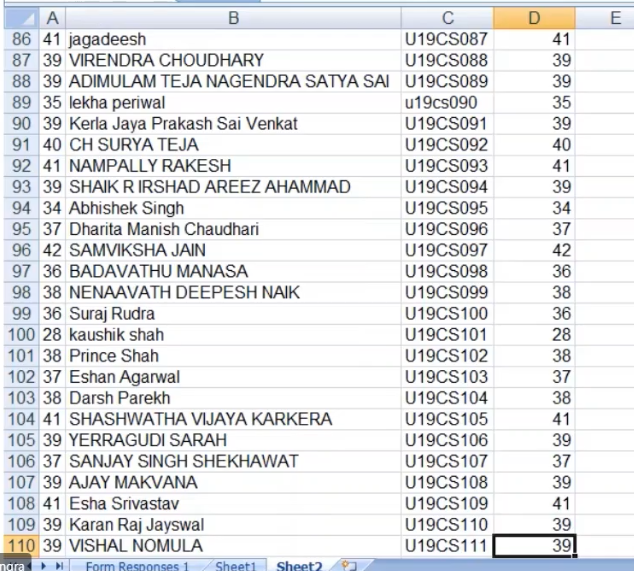 A B C D E
86 41 jagadeesh U19CS087 41
87 39 VIRENDRA CHOUDHARY U19CS088 39
88 39 ADIMULAM TEJA NAGENDRA SATYA SAI U19CS089 39
89 35 lekha periwal u19cs090 35
90 39 Kerla Jaya Prakash Sai Venkat U19CS091 39
91 40 CH SURYA TEJA U19CS092 40
92 41 NAMPALLY RAKESH U19CS093 41
93 39 SHAIK R IRSHAD AREEZ AHAMMAD U19CS094 39
94 34 Abhishek Singh U19CS095 34
95 37 Dharita Manish Chaudhari U19CS096 37
96 42 SAMVIKSHA JAIN U19CS097 42
97 36 BADAVATHU MANASA U19CS098 36
98 38 NENAAVATH DEEPESH NAIK U19CS099 38
99 36 Suraj Rudra U19CS100 36
100 28 kaushik shah U19CS101 28
101 38 Prince Shah U19CS102 38
102 37 Eshan Agarwal U19CS103 37
103 38 Darsh Parekh U19CS104 38
104 41 SHASHWATHA VIJAYA KARKERA U19CS105 41
105 39 YERRAGUDI SARAH U19CS106 39
106 37 SANJAY SINGH SHEKHAWAT U19CS107 37
107 39 AJAY MAKVANA U19CS108 39
108 41 Esha Srivastav U19CS109 41
109 39 Karan Raj Jayswal U19CS110 39
110 39 VISHAL NOMULA U19CS111 39
Form Responses 1 Sheet1 Sheet2